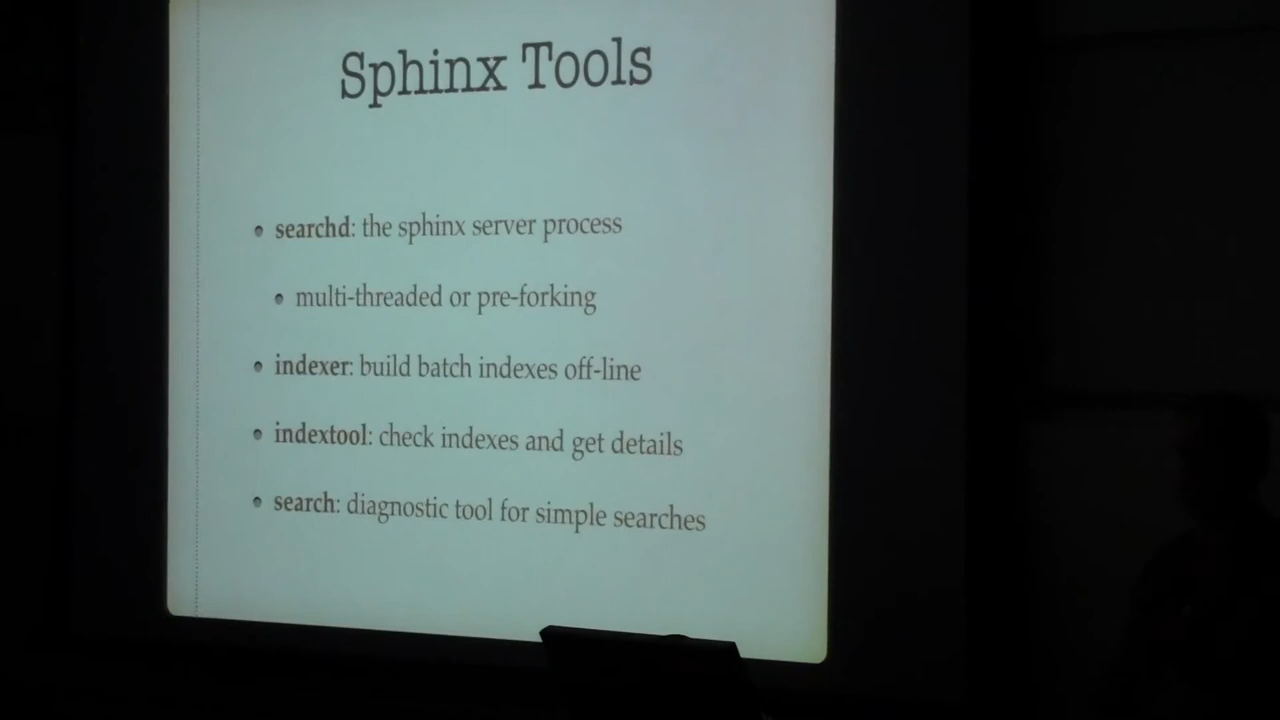 Sphinx Tools
• searchd: the sphinx server process
• multi-threaded or pre-forking
• indexer: build batch indexes off-line
• indextool: check indexes and get details
• search: diagnostic tool for simple searches